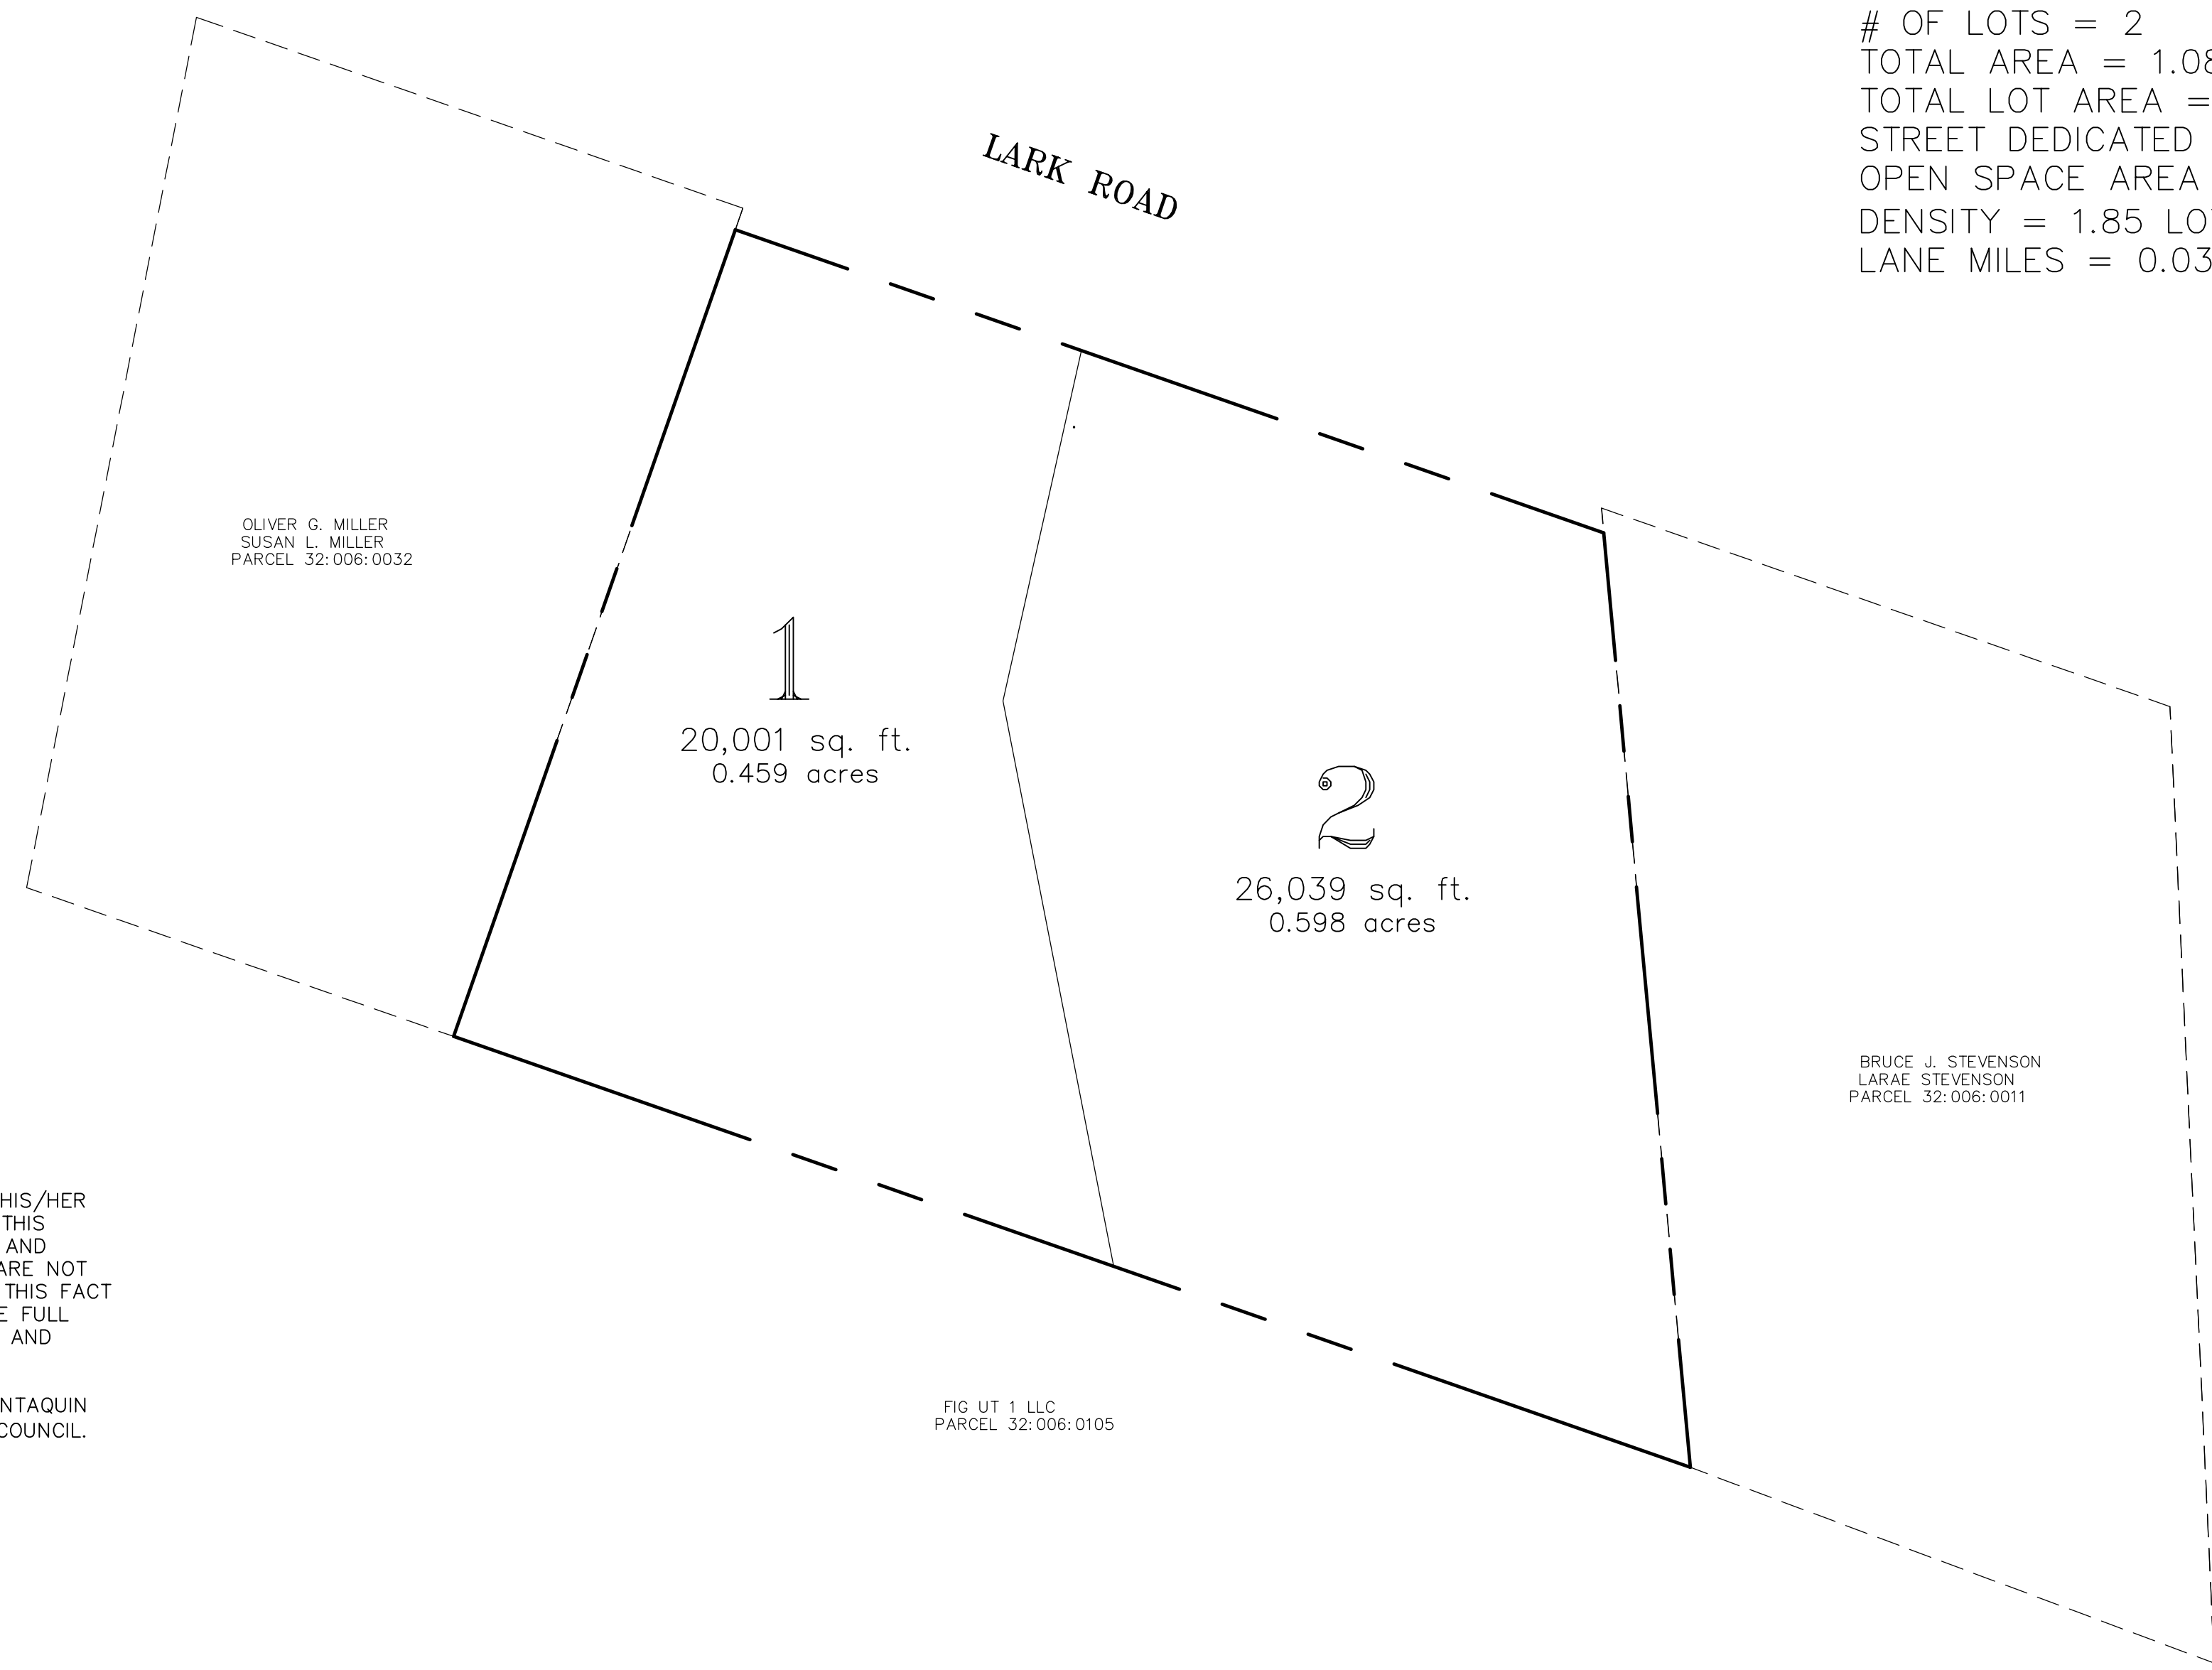 # OF LOTS = 2
TOTAL AREA = 1.08
TOTAL LOT AREA =
STREET DEDICATED
OPEN SPACE AREA
DENSITY = 1.85
LANE MILES = 0.03
LARK ROAD
OLIVER G. MILLER
SUSAN L. MILLER
PARCEL 32:006:0032
1
20,001 sq. ft.
0.459 acres
2
26,039 sq. ft.
0.598 acres
BRUCE J. STEVENSON
LARAE STEVENSON
PARCEL 32:006:0011
HIS/HER
THIS
AND
ARE NOT
THIS FACT
FULL
AND
NTAQUIN
COUNCIL.
FIG UT 1 LLC
PARCEL 32:006:0105